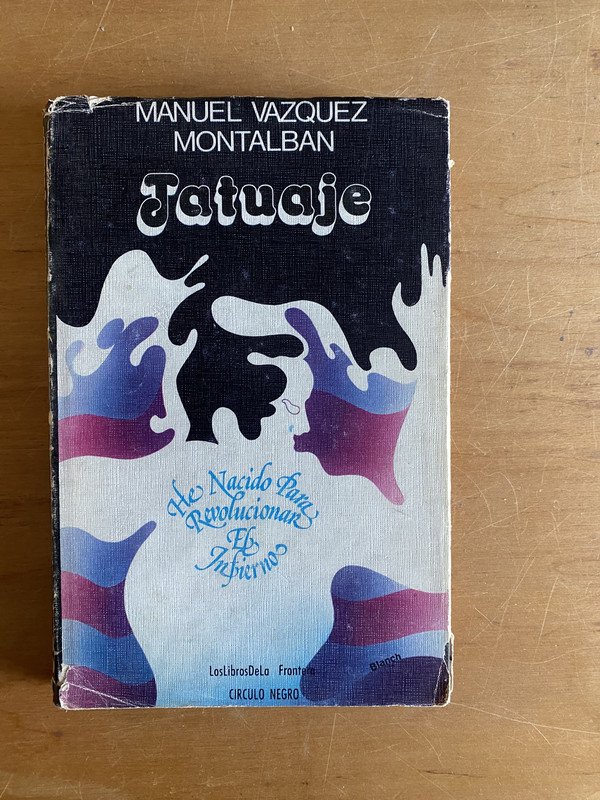 MANUEL VAZQUEZ
MONTALBAN
Tatuaje
He Nacido Para
Revolucionar
El
Infierno
LosLibrosDeLa Frontera
CIRCULO NEGRO
Blanch